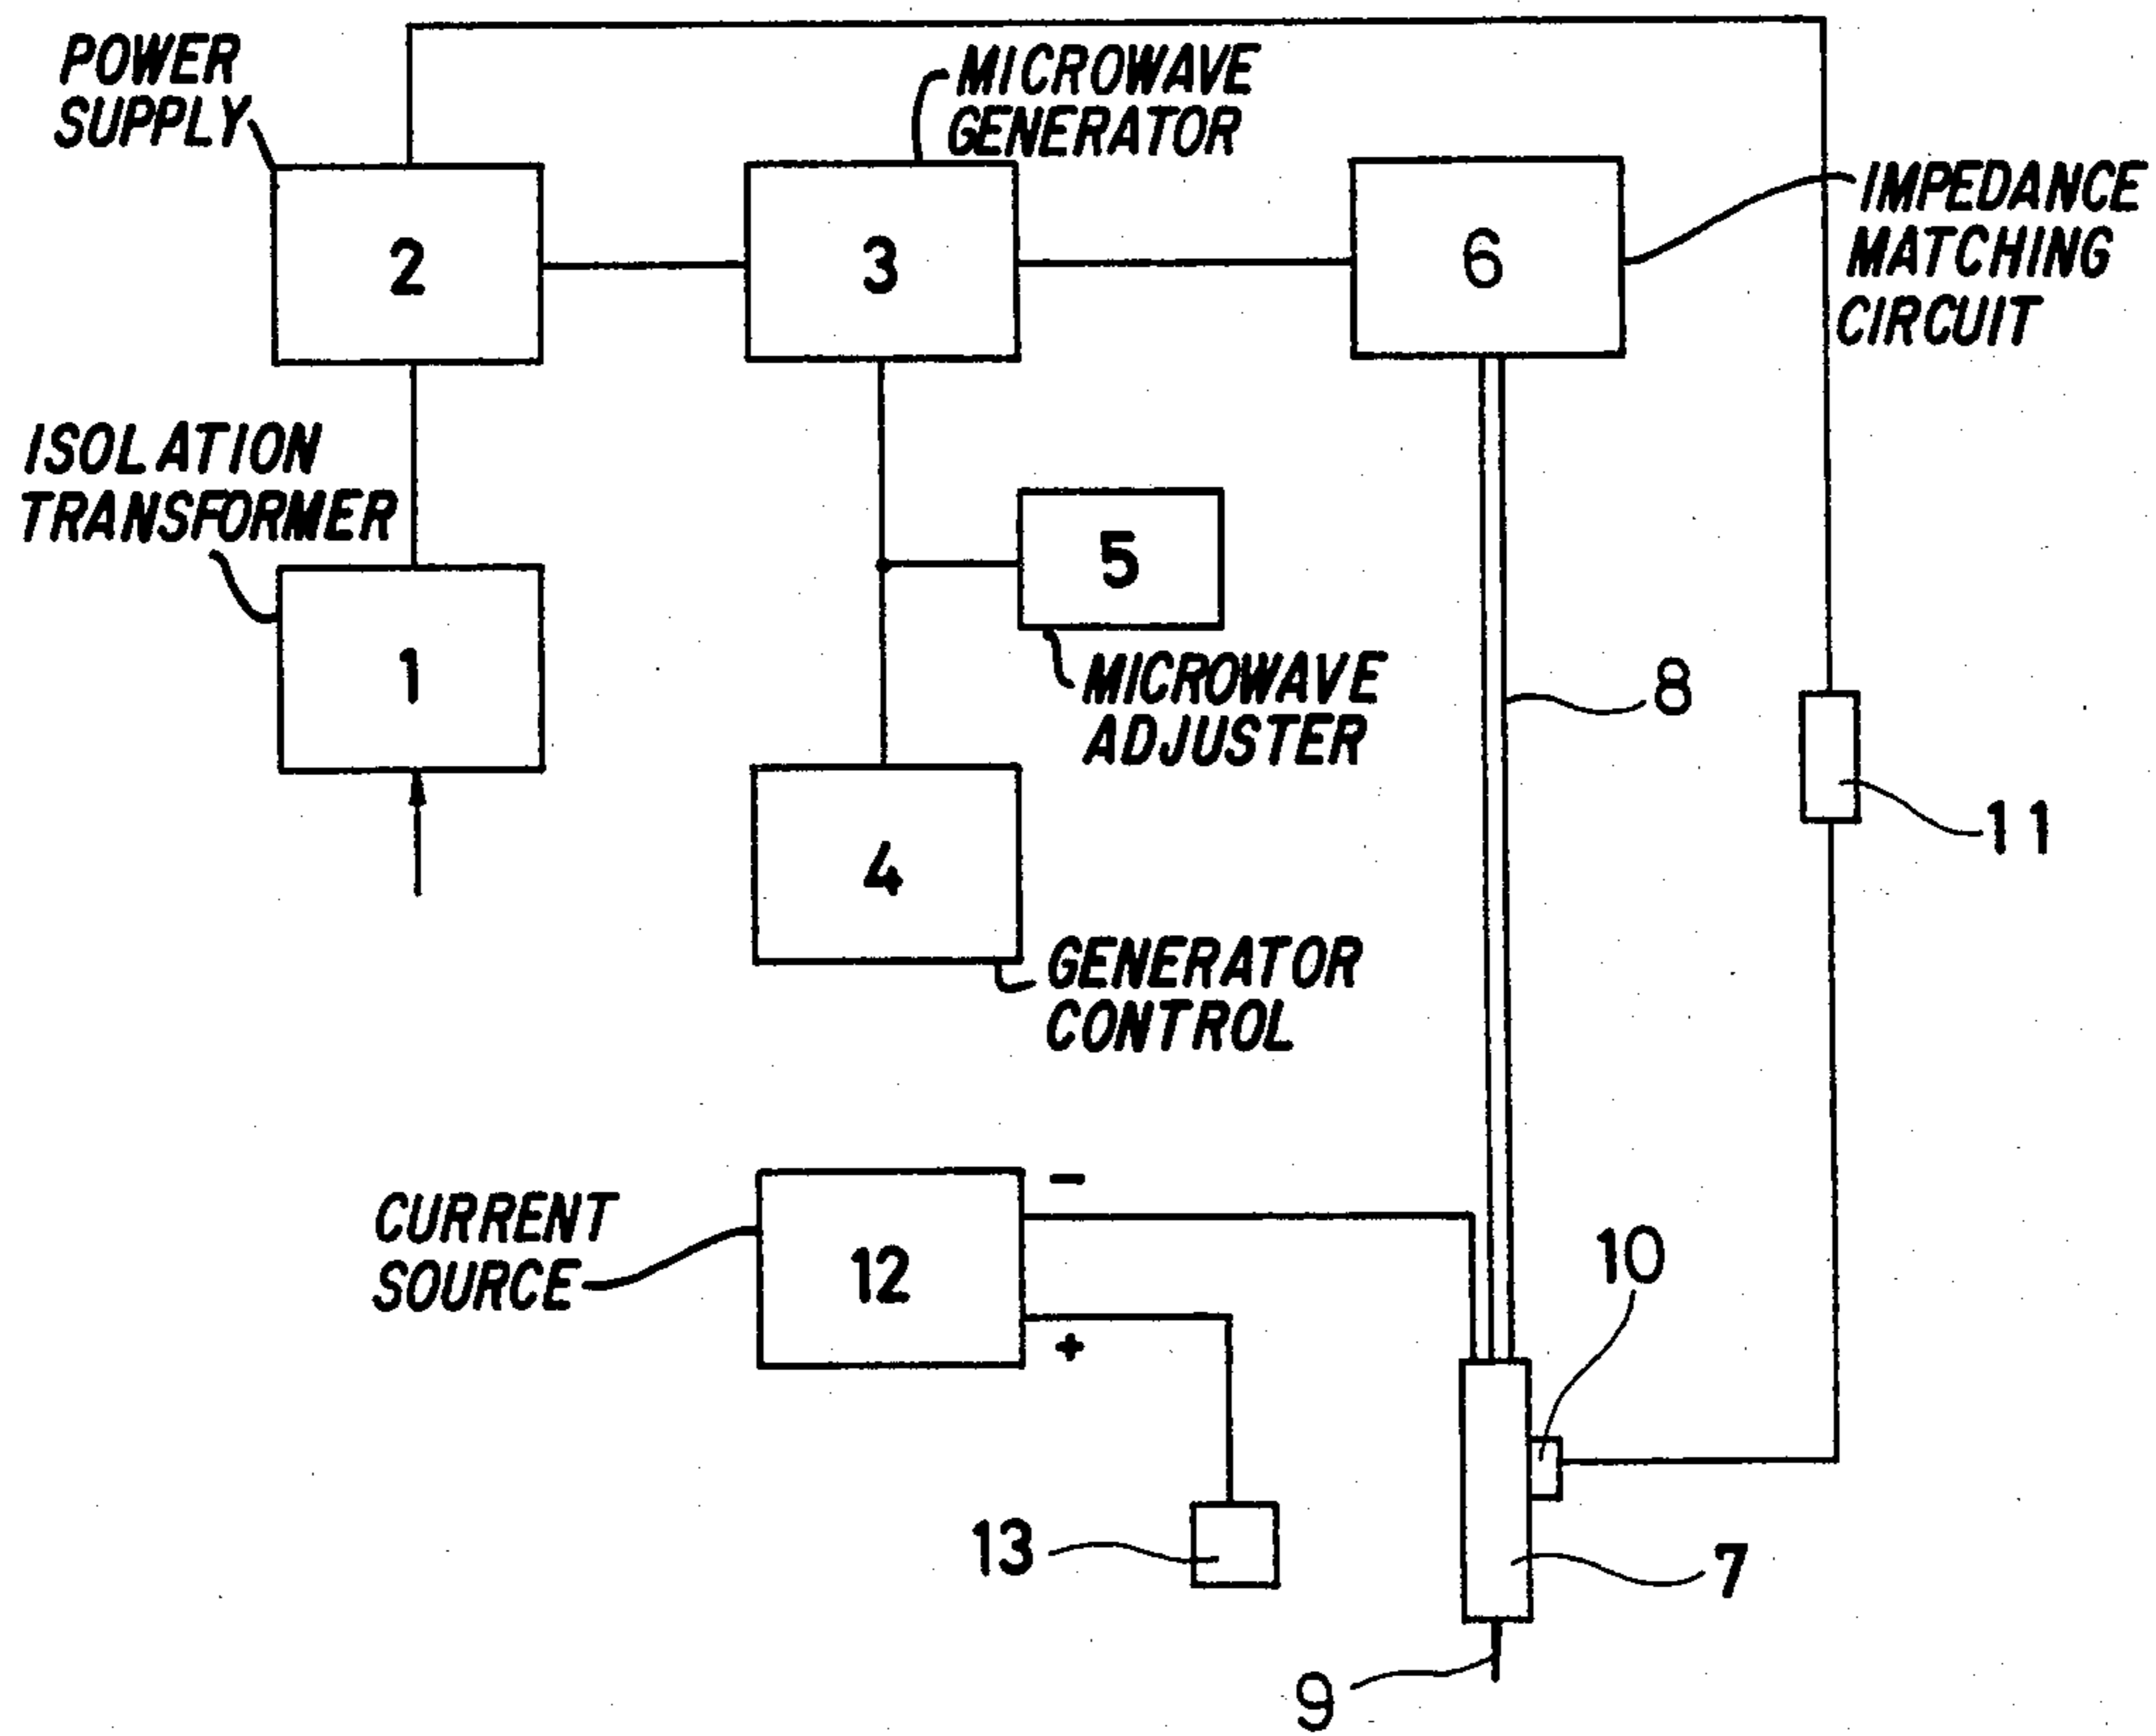 POWER
SUPPLY
MICROWAVE
GENERATOR
IMPEDANCE
MATCHING
CIRCUIT
2
3
6
ISOLATION
TRANSFORMER
1
5
MICROWAVE
ADJUSTER
8
11
4
GENERATOR
CONTROL
CURRENT
SOURCE
12
-
+
10
13
7
9